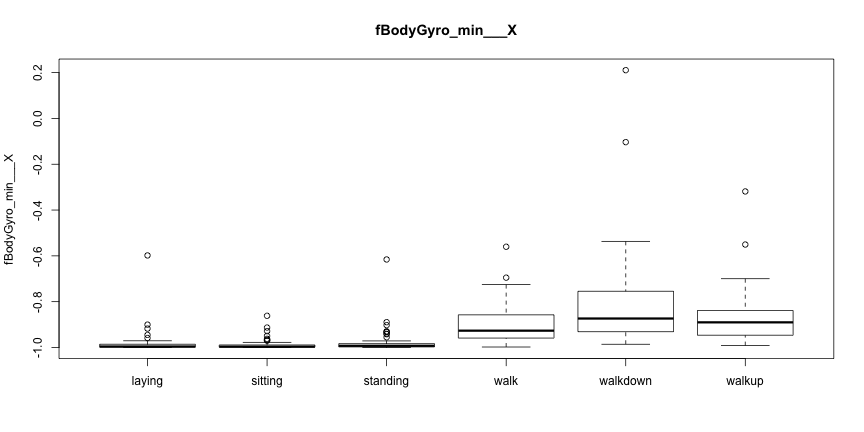 fBodyGyro_min___X
fBodyGyro_min___X
0.2
0.0
-0.2
-0.4
-0.6
-0.8
-1.0
laying sitting standing walk walkdown walkup